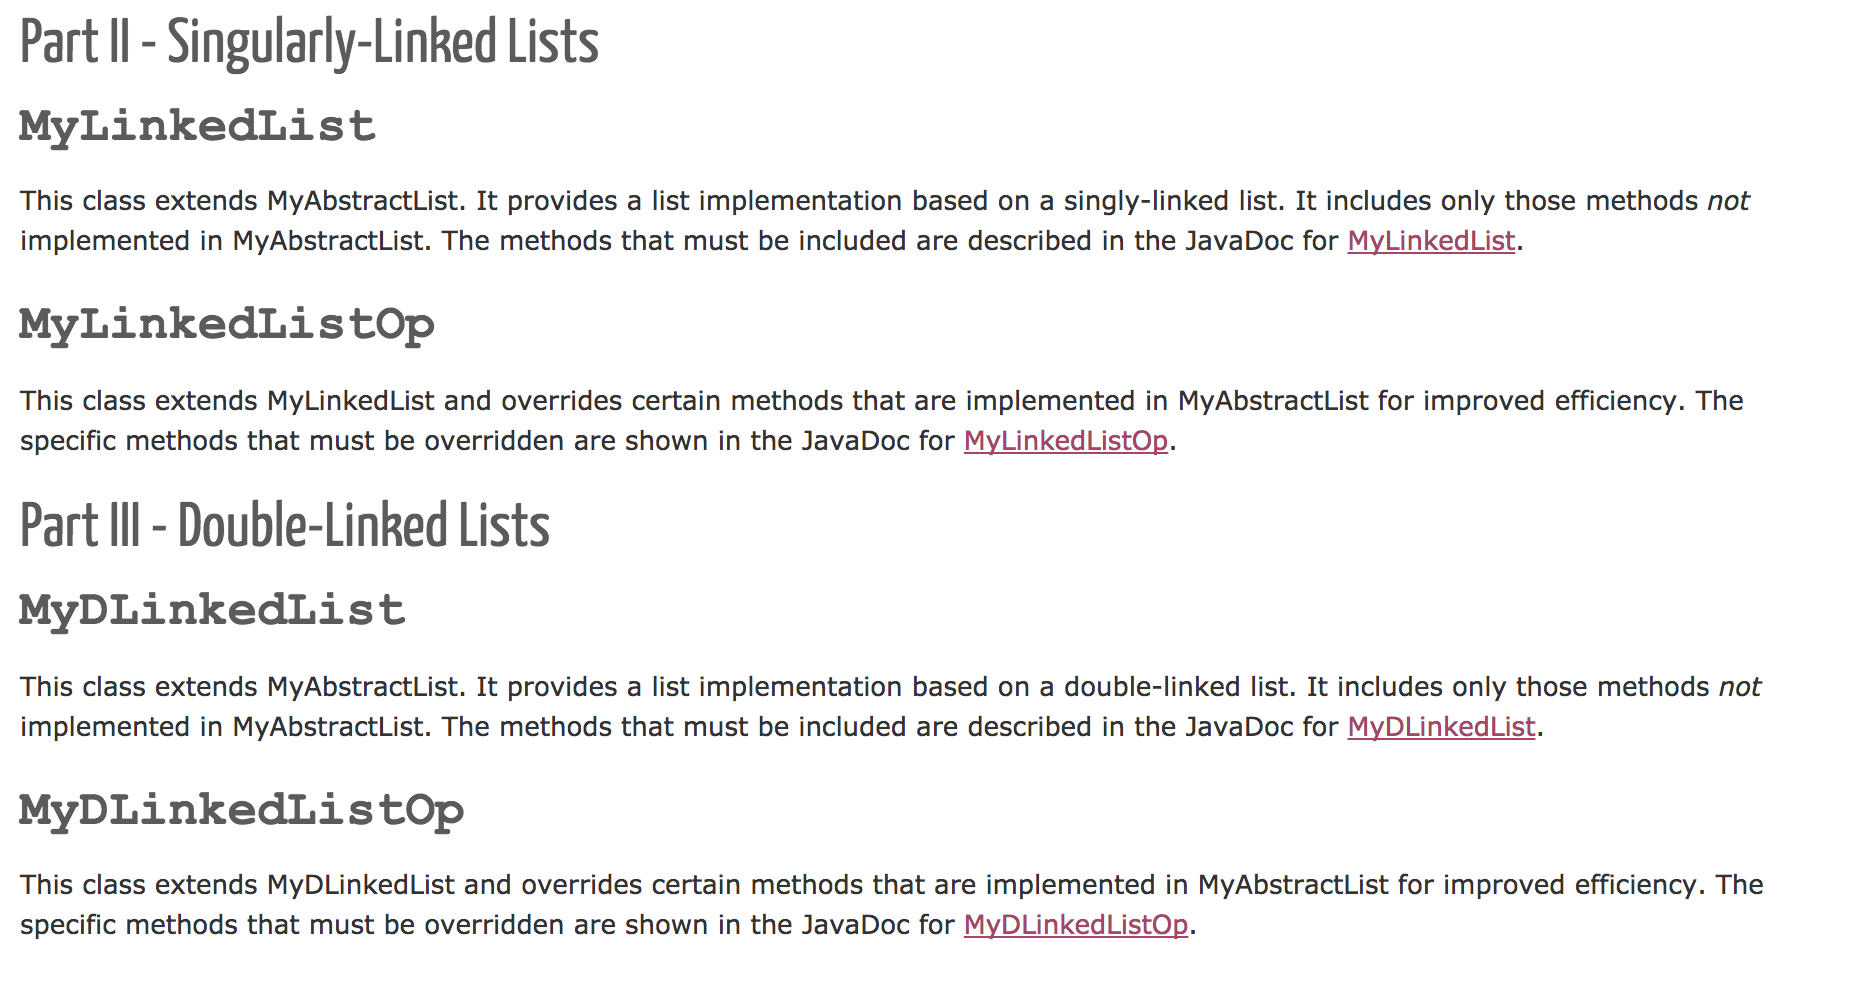 Part II - Singularly-Linked Lists
MyLinkedList
This class extends MyAbstractList. It provides a list implementation based on a singly-linked list. It includes only those methods not
implemented in MyAbstractList. The methods that must be included are described in the JavaDoc for MyLinkedList.
MyLinkedListOp
This class extends MyLinkedList and overrides certain methods that are implemented in MyAbstractList for improved efficiency. The
specific methods that must be overridden are shown in the JavaDoc for MyLinkedListOp.
Part III - Double-Linked Lists
MyDLinkedList
This class extends MyAbstractList. It provides a list implementation based on a double-linked list. It includes only those methods not
implemented in MyAbstractList. The methods that must be included are described in the JavaDoc for MyDLinkedList.
MyDLinkedListOp
This class extends MyDLinkedList and overrides certain methods that are implemented in MyAbstractList for improved efficiency. The
specific methods that must be overridden are shown in the JavaDoc for MyDLinkedListOp.